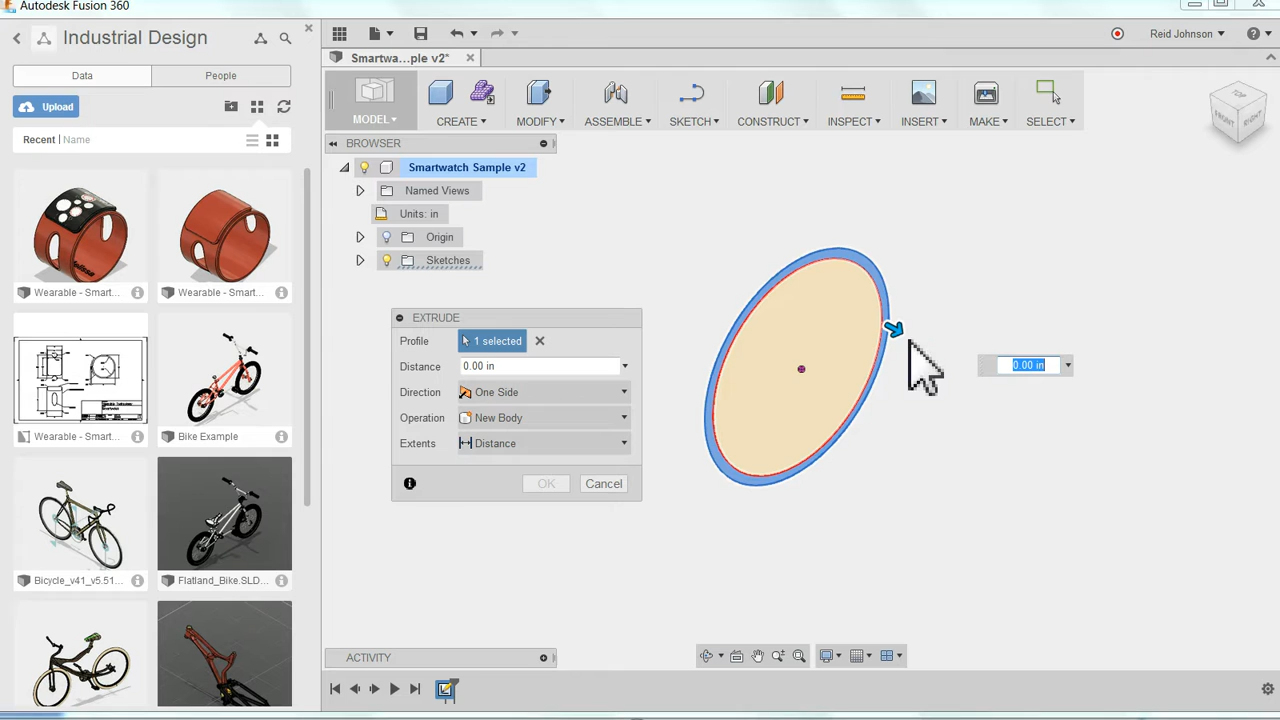 Autodesk Fusion 360
Industrial Design
Data
People
Upload
Recent | Name
Wearable - Smart...
Wearable - Smart...
Wearable - Smart...
Bike Example
Bicycle_v41_v5.51...
Flatland_Bike.SLD...
Reid Johnson
Smartwa...ple v2*
MODEL
CREATE
MODIFY
ASSEMBLE
SKETCH
CONSTRUCT
INSPECT
INSERT
MAKE
SELECT
TOP
FRONT
RIGHT
BROWSER
Smartwatch Sample v2
Named Views
Units: in
Origin
Sketches
EXTRUDE
Profile 1 selected
Distance 0.00 in
Direction One Side
Operation New Body
Extents Distance
OK Cancel
0.00 in
ACTIVITY